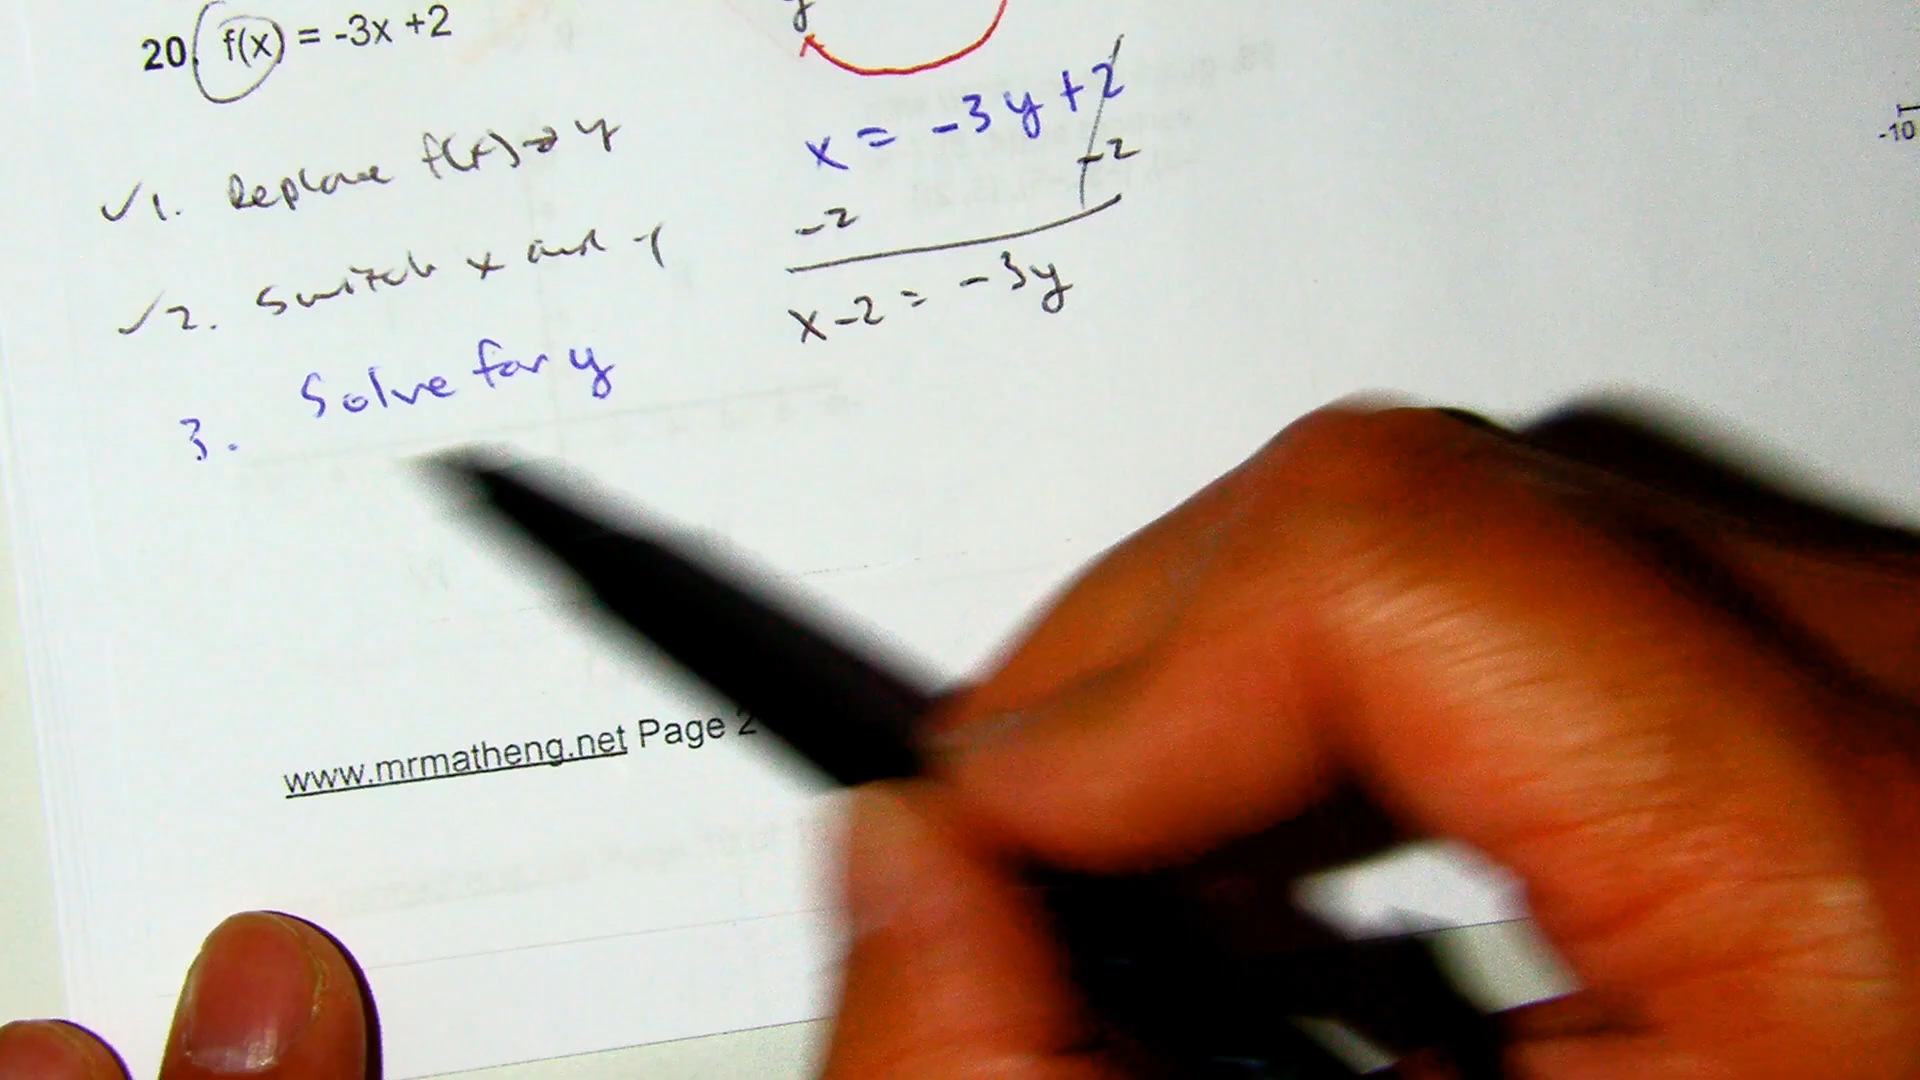 20. f(x) = -3x +2
y
x = -3y + 2
-2 -2
x - 2 = -3y
✓1. Replace f(x) → y
✓2. Switch x and y
3. Solve for y
-10
www.mrmatheng.net Page 2